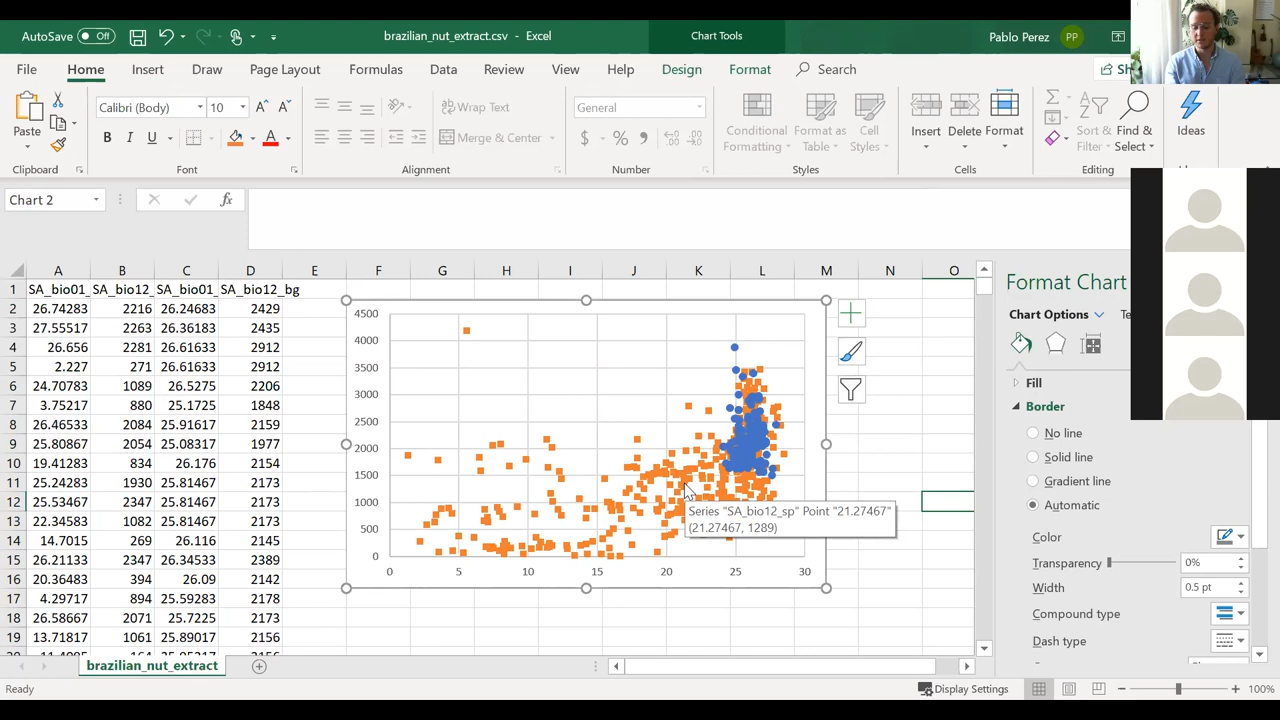 AutoSave Off
brazilian_nut_extract.csv - Excel
Chart Tools
Pablo Perez PP
File Home Insert Draw Page Layout Formulas Data Review View Help Design Format Search
Paste
Calibri (Body) 10
B I U
A A
Wrap Text
Merge & Center
General
$ %
Conditional Formatting
Format as Table
Cell Styles
Insert Delete Format
Sort & Filter
Find & Select
Ideas
Clipboard Font Alignment Number Styles Cells Editing
Chart 2
fx
A B C D E F G H I J K L M N O
1 SA_bio01_ SA_bio12_ SA_bio01_ SA_bio12_bg
2 26.74283 2216 26.24683 2429
3 27.55517 2263 26.36183 2435
4 26.656 2281 26.61633 2912
5 2.227 271 26.61633 2912
6 24.70783 1089 26.5275 2206
7 3.75217 880 25.1725 1848
8 26.46533 2084 25.91617 2159
9 25.80867 2054 24.08317 1977
10 19.41283 834 26.176 2154
11 25.24283 1930 25.81467 2173
12 25.53467 2347 25.81467 2173
13 22.34583 1082 25.81467 2173
14 14.7015 269 26.116 2145
15 26.21133 2347 26.34533 2389
16 20.36483 394 26.09 2142
17 4.29717 894 25.59283 2178
18 26.58667 2071 25.7225 2163
19 13.71817 1061 25.89017 2156
4500
4000
3500
3000
2500
2000
1500
1000
500
0
0 5 10 15 20 25 30
Series "SA_bio12_sp" Point "21.27467"
(21.27467, 1289)
Format Chart
Chart Options
Fill
Border
No line
Solid line
Gradient line
Automatic
Color
Transparency 0%
Width 0.5 pt
Compound type
Dash type
brazilian_nut_extract
Ready
Display Settings
100%